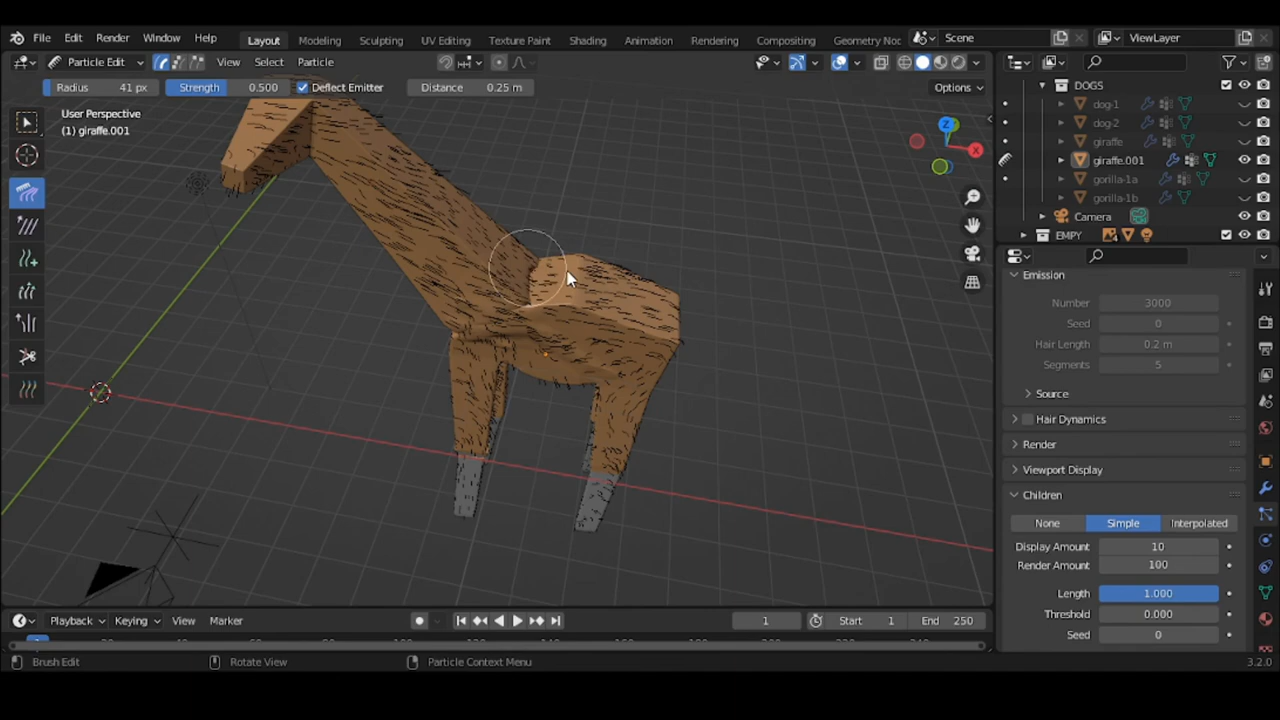 File Edit Render Window Help Layout Modeling Sculpting UV Editing Texture Paint Shading Animation Rendering Compositing Geometry Noc Scene ViewLayer
Particle Edit View Select Particle
Radius 41 px Strength 0.500 Deflect Emitter Distance 0.25 m Options
User Perspective
(1) giraffe.001
Z
X
DOGS
dog-1
dog-2
giraffe
giraffe.001
gorilla-1a
gorilla-1b
Camera
EMPY
Emission
Number 3000
Seed 0
Hair Length 0.2 m
Segments 5
Source
Hair Dynamics
Render
Viewport Display
Children
None Simple Interpolated
Display Amount 10
Render Amount 100
Length 1.000
Threshold 0.000
Seed 0
Playback Keying View Marker 1 Start 1 End 250
Brush Edit Rotate View Particle Context Menu 3.2.0